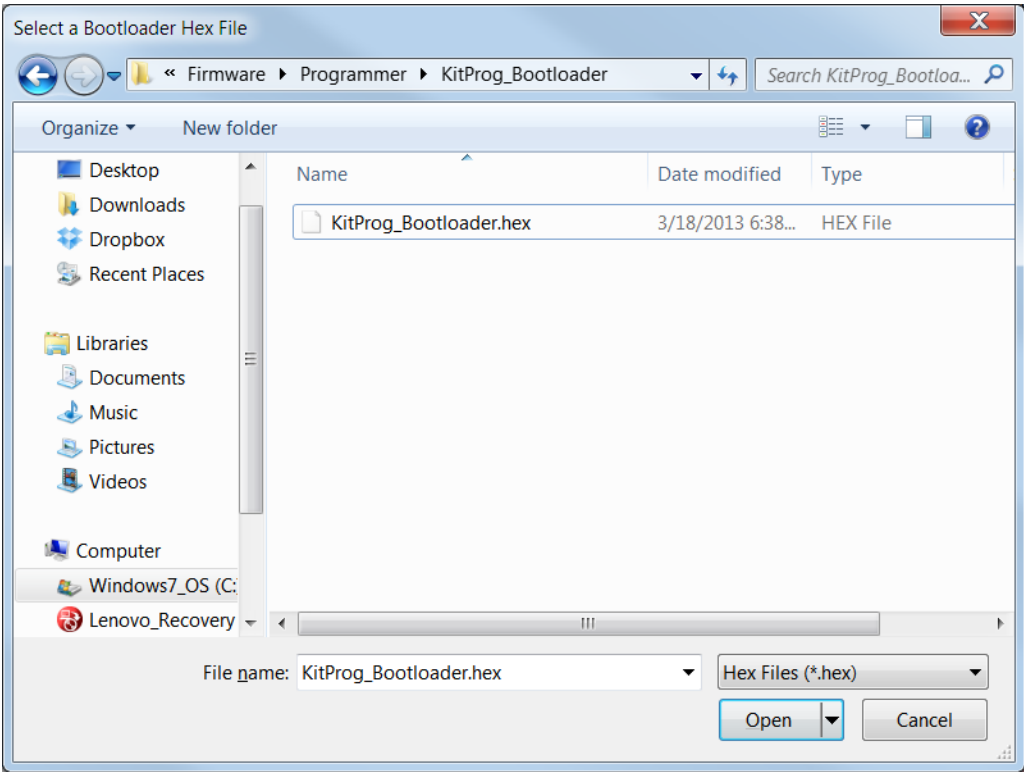 Select a Bootloader Hex File
« Firmware Programmer KitProg_Bootloader Search KitProg_Bootloa...
Organize New folder
Desktop
Downloads
Dropbox
Recent Places
Libraries
Documents
Music
Pictures
Videos
Computer
Windows7_OS (C:
Lenovo_Recovery
Name Date modified Type
KitProg_Bootloader.hex 3/18/2013 6:38... HEX File
File name: KitProg_Bootloader.hex Hex Files (*.hex)
Open Cancel